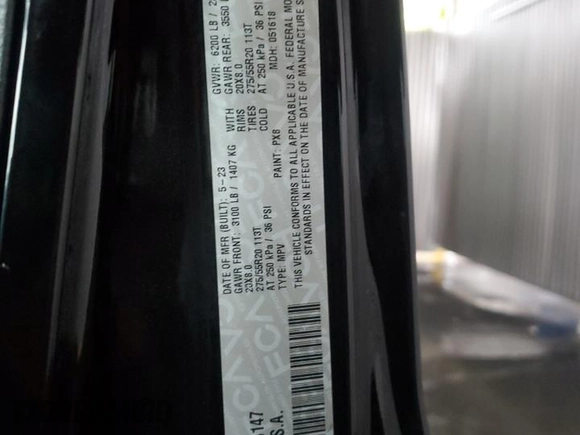 DATE OF MFR (BUILT): 5-23 GVWR: 6200 LB / 2
GAWR FRONT: 3100 LB / 1407 KG WITH GAWR REAR: 3550
20X8.0 RIMS 20X8.0
275/55R20 113T TIRES 275/55R20 113T
AT 250 kPa / 36 PSI COLD AT 250 kPa / 36 PSI
TYPE: MPV PAINT: PX8 MDH: 051618
THIS VEHICLE CONFORMS TO ALL APPLICABLE U.S.A. FEDERAL MO
STANDARDS IN EFFECT ON THE DATE OF MANUFACTURE S
147
S.A.